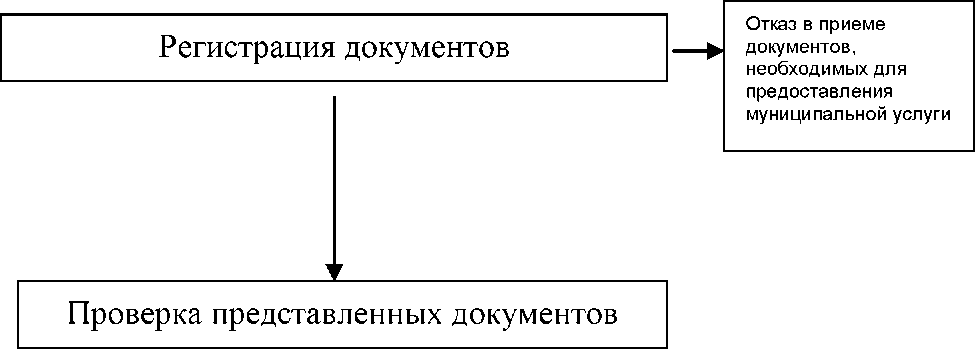 Регистрация документов
Отказ в приеме
документов,
необходимых для
предоставления
муниципальной услуги
Проверка представленных документов